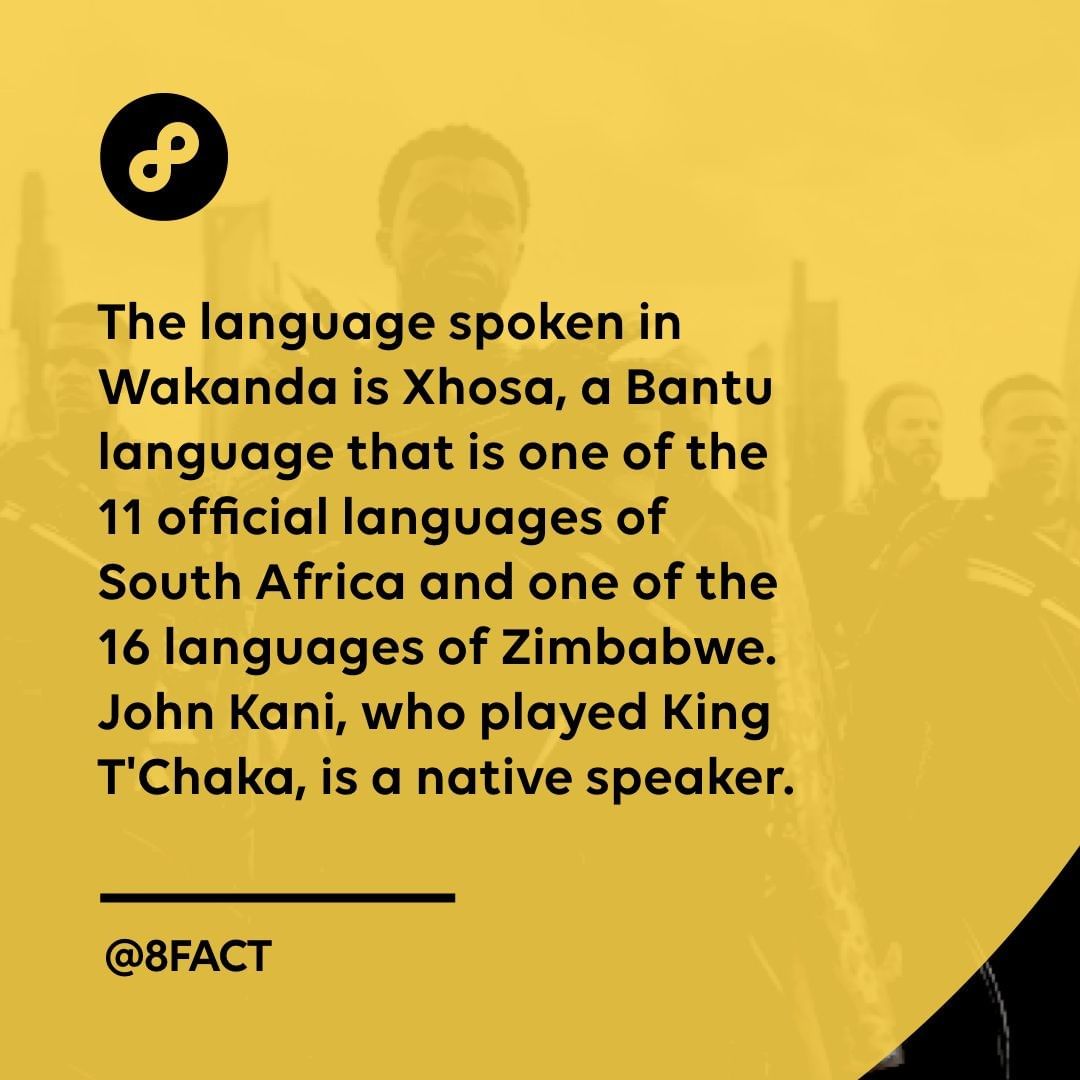 The language spoken in
Wakanda is Xhosa, a Bantu
language that is one of the
11 official languages of
South Africa and one of the
16 languages of Zimbabwe.
John Kani, who played King
T'Chaka, is a native speaker.
@8FACT